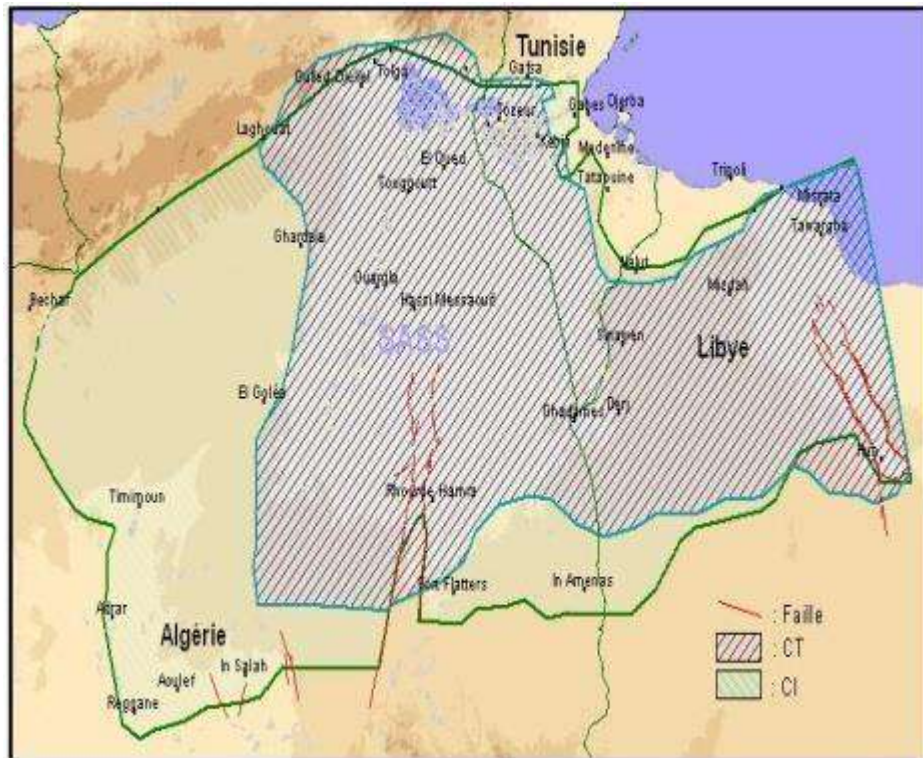 Tunisie
Gafsa
Tolga
Ouled Djellel
Tozeur
Gabes Djerba
Kebili
Laghouat
El Oued
Medenine
Tripoli
Touggourt
Tataouine
Misrata
Tawargha
Ghardaia
Nalut
Ouargla
Mizdah
Bechar
Hassi Messaoud
SASS
Sinawen
Libye
El Goléa
Ghadames
Derj
Hun
Timimoun
Rhourde Hamra
Fort Flatters
In Amenas
Adrar
Algérie
: Faille
In Salah
: CT
Aoulef
: CI
Reggane